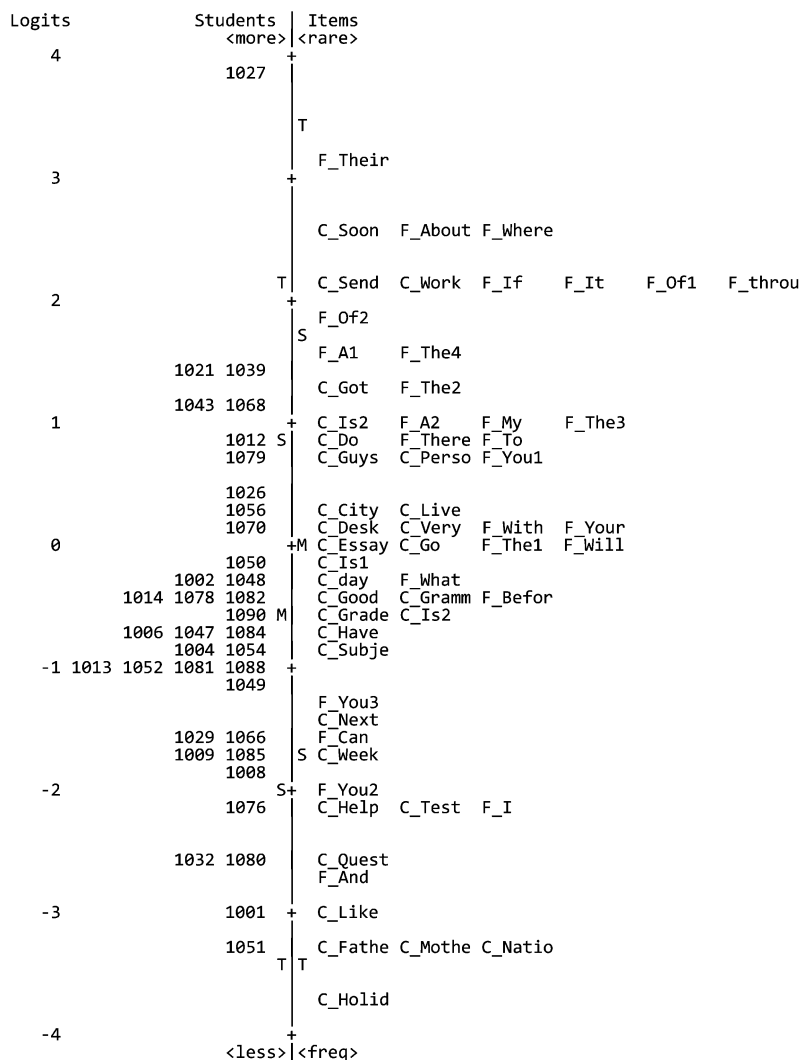 Logits Students | Items
<more>|<rare>
4 +
1027 |
| T
| F_Their
3 +
| C_Soon F_About F_Where
T| C_Send C_Work F_If F_It F_Of1 F_throu
2 +
| F_Of2
| S
| F_A1 F_The4
1021 1039 |
| C_Got F_The2
1043 1068 |
1 + C_Is2 F_A2 F_My F_The3
1012 S| C_Do F_There F_To
1079 | C_Guys C_Perso F_You1
1026 |
1056 | C_City C_Live
1070 | C_Desk C_Very F_With F_Your
0 +M C_Essay C_Go F_The1 F_Will
1050 | C_Is1
1002 1048 | C_day F_What
1014 1078 1082 | C_Good C_Gramm F_Befor
1090 M| C_Grade C_Is2
1006 1047 1084 | C_Have
1004 1054 | C_Subje
-1 1013 1052 1081 1088 +
1049 |
| F_You3
| C_Next
1029 1066 | F_Can
1009 1085 | S C_Week
1008 |
-2 S+ F_You2
1076 | C_Help C_Test F_I
1032 1080 | C_Quest
| F_And
-3 1001 + C_Like
1051 | C_Fathe C_Mothe C_Natio
T|T
| C_Holid
-4 +
<less>|<freq>